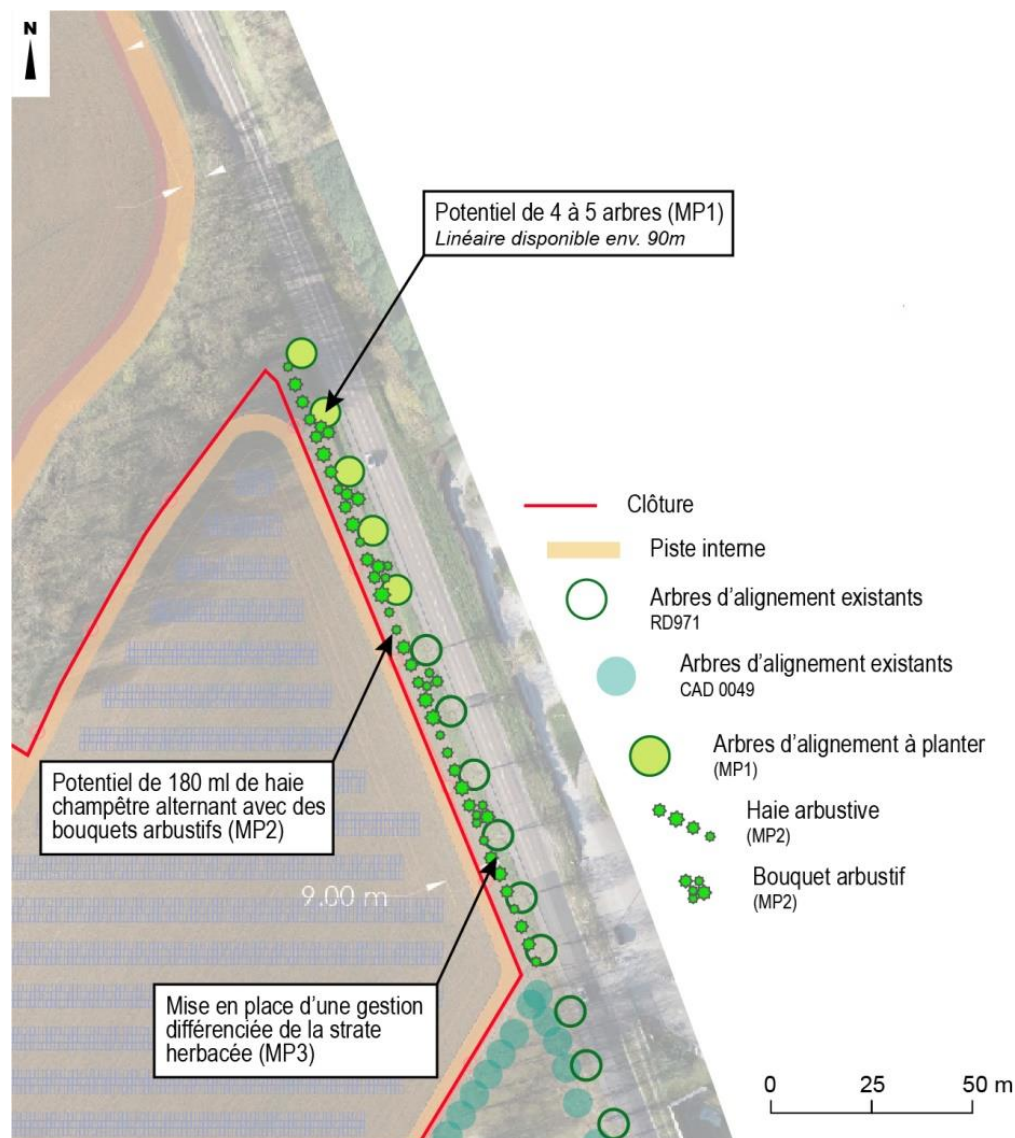 N
Potentiel de 4 à 5 arbres (MP1)
Linéaire disponible env. 90m
Clôture
Piste interne
Arbres d'alignement existants
RD971
Arbres d'alignement existants
CAD 0049
Arbres d'alignement à planter
(MP1)
Haie arbustive
(MP2)
Bouquet arbustif
(MP2)
Potentiel de 180 ml de haie
champêtre alternant avec des
bouquets arbustifs (MP2)
9.00 m
Mise en place d'une gestion
différenciée de la strate
herbacée (MP3)
0 25 50 m